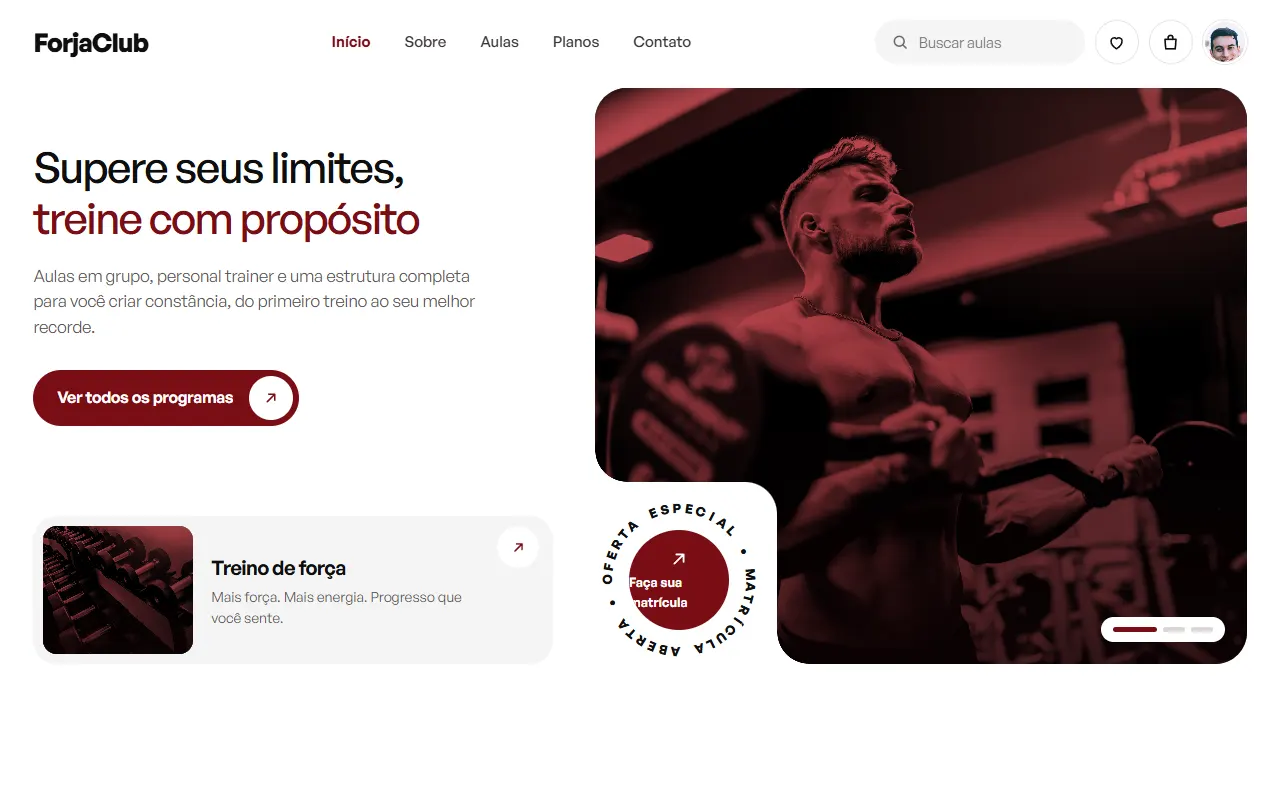 ForjaClub
Início
Sobre
Aulas
Planos
Contato
Buscar aulas
Supere seus limites,
treine com propósito
Aulas em grupo, personal trainer e uma estrutura completa
para você criar constância, do primeiro treino ao seu melhor
recorde.
Ver todos os programas
Treino de força
Mais força. Mais energia. Progresso que
você sente.
OFERTA ESPECIAL • MATRÍCULA ABERTA •
Faça sua
matrícula